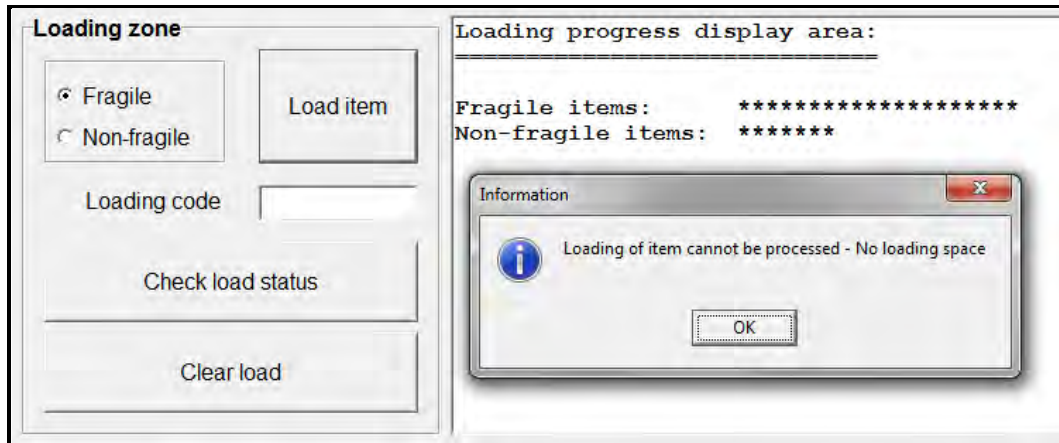 Loading zone
Fragile
Non-fragile
Load item
Loading code
Check load status
Clear load
Loading progress display area:
==============================
Fragile items:      ********************
Non-fragile items:  *******
Information
Loading of item cannot be processed - No loading space
OK